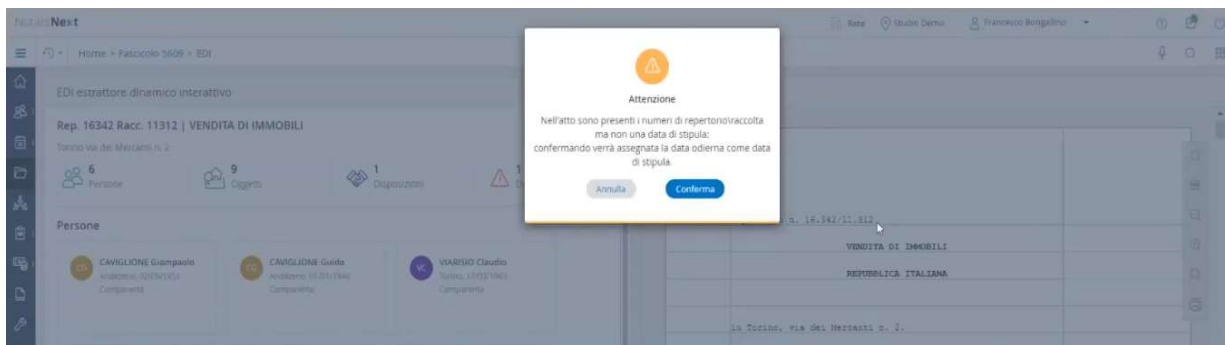 NotaroNext
Rete
Studio Demo
Francesco Bongallino
Home > Fascicolo 5609 > EDI
EDI estrattore dinamico interattivo
Rep. 16342 Racc. 11312 | VENDITA DI IMMOBILI
Torino via dei Mercanti n. 2
6
Persone
9
Oggetti
1
Disposizioni
1
Persone
CG
CAVIGLIONE Giampaolo
Comparente
CG
CAVIGLIONE Guido
Comparente
VC
VIARISIO Claudio
Comparente
Attenzione
Nell'atto sono presenti i numeri di repertorio\raccolta
ma non una data di stipula:
confermando verrà assegnata la data odierna come data
di stipula.
Annulla
Conferma
n. 16.342/11.312
VENDITA DI IMMOBILI
REPUBBLICA ITALIANA
in Torino, via dei Mercanti n. 2.